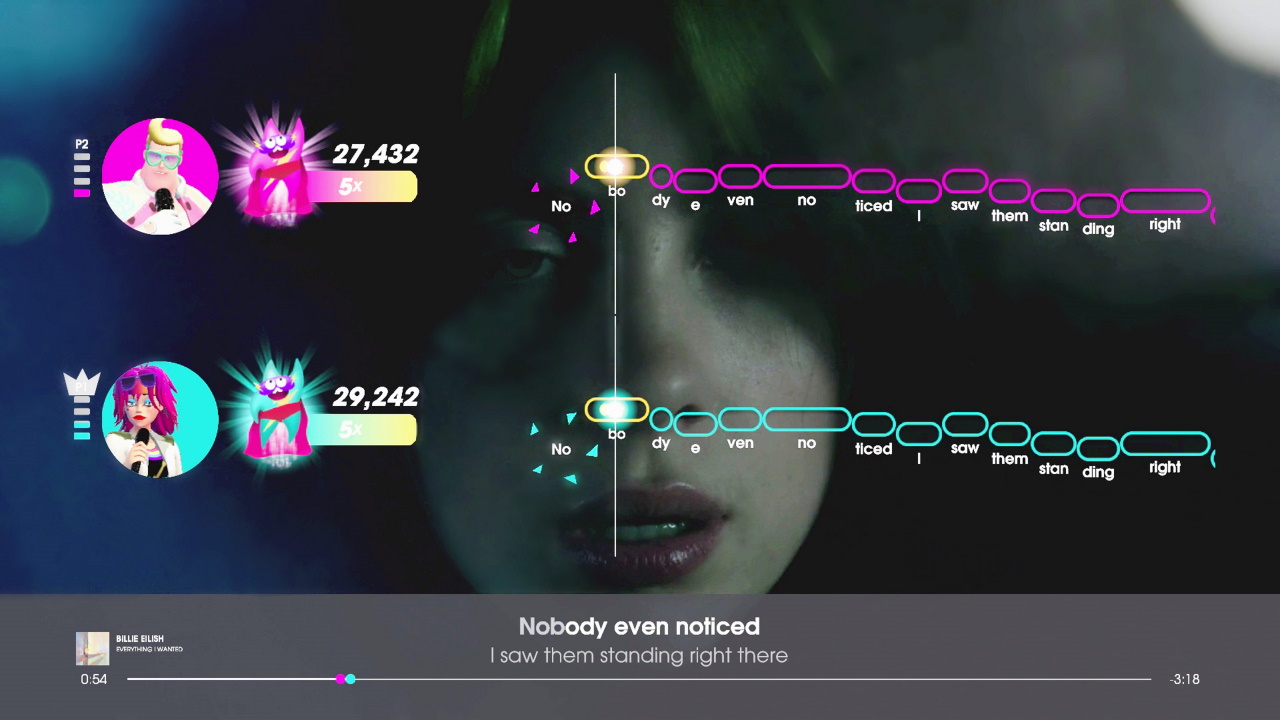 P2
27,432
5x
No bo dy e ven no ticed I saw them stan ding right
P1
29,242
5x
No bo dy e ven no ticed I saw them stan ding right
Nobody even noticed
I saw them standing right there
BILLIE EILISH
EVERYTHING I WANTED
0:54
-3:18